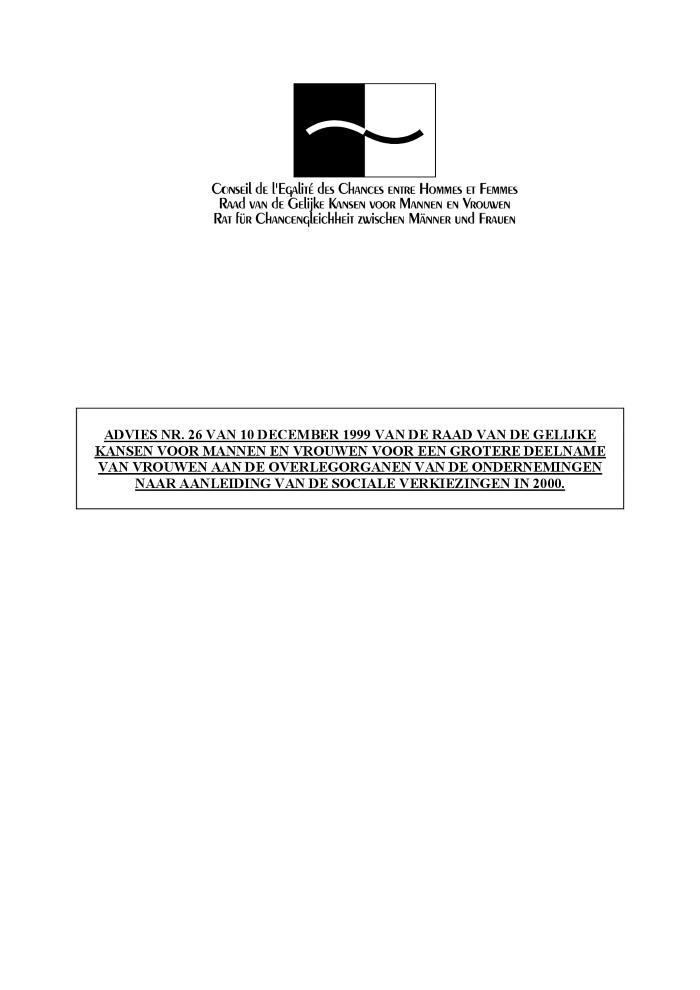 Conseil de l'Egalité des Chances entre Hommes et Femmes
Raad van de Gelijke Kansen voor Mannen en Vrouwen
Rat für Chancengleichheit zwischen Männer und Frauen
ADVIES NR. 26 VAN 10 DECEMBER 1999 VAN DE RAAD VAN DE GELIJKE
KANSEN VOOR MANNEN EN VROUWEN VOOR EEN GROTERE DEELNAME
VAN VROUWEN AAN DE OVERLEGORGANEN VAN DE ONDERNEMINGEN
NAAR AANLEIDING VAN DE SOCIALE VERKIEZINGEN IN 2000.